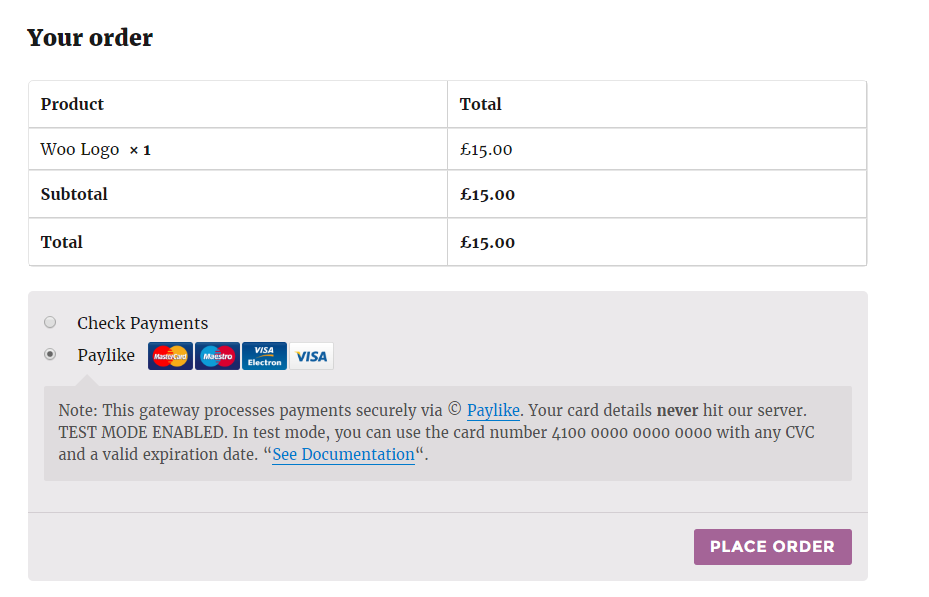 Your order
Product Total
Woo Logo × 1 £15.00
Subtotal £15.00
Total £15.00
Check Payments
Paylike MasterCard Maestro VISA Electron VISA
Note: This gateway processes payments securely via © Paylike. Your card details never hit our server.
TEST MODE ENABLED. In test mode, you can use the card number 4100 0000 0000 0000 with any CVC
and a valid expiration date. “See Documentation“.
PLACE ORDER